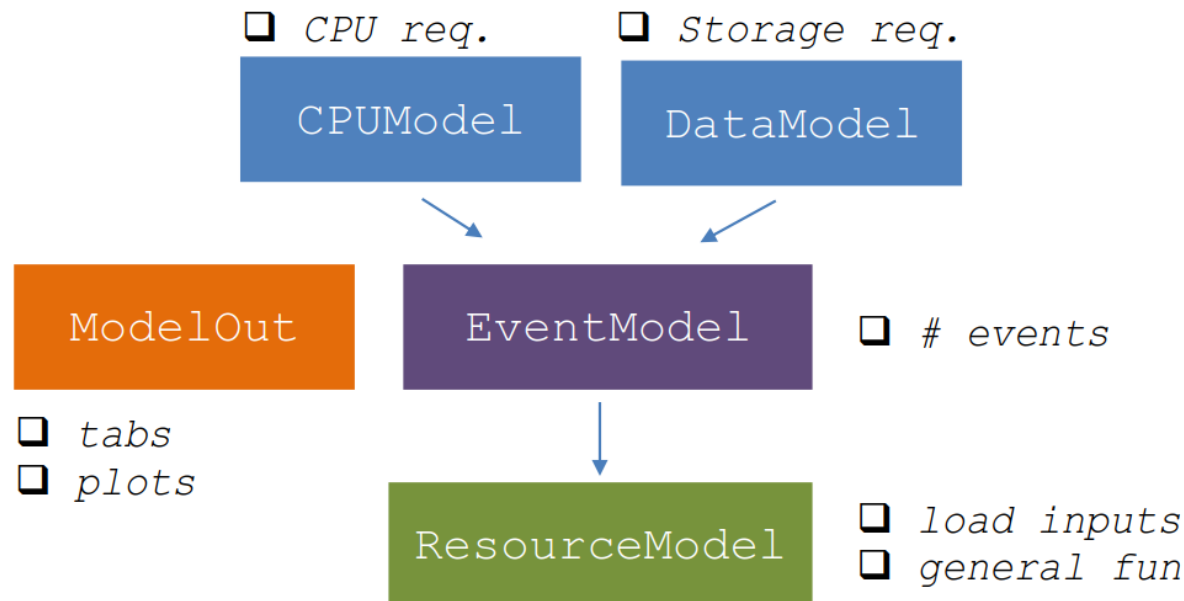 ❑ CPU req.
❑ Storage req.
CPUModel
DataModel
ModelOut
EventModel
❑ # events
❑ tabs
❑ plots
ResourceModel
❑ load inputs
❑ general fun